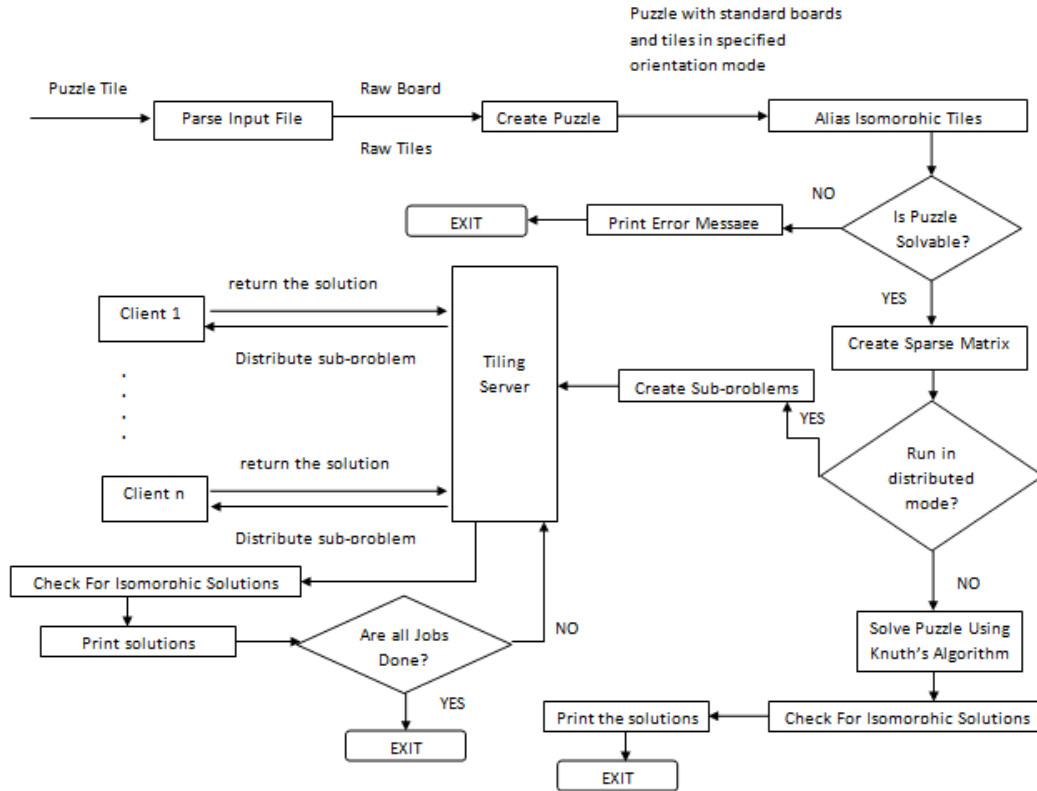 Puzzle with standard boards
and tiles in specified
orientation mode
Puzzle Tile
Raw Board
Parse Input File
Create Puzzle
Alias Isomorphic Tiles
Raw Tiles
NO
EXIT
Print Error Message
Is Puzzle
Solvable?
YES
return the solution
Client 1
Distribute sub-problem
Tiling
Server
Create Sparse Matrix
Create Sub-problems
YES
.
.
.
.
Run in
distributed
mode?
return the solution
Client n
Distribute sub-problem
NO
Check For Isomorphic Solutions
Print solutions
Are all Jobs
Done?
NO
YES
EXIT
Solve Puzzle Using
Knuth's Algorithm
Print the solutions
Check For Isomorphic Solutions
EXIT